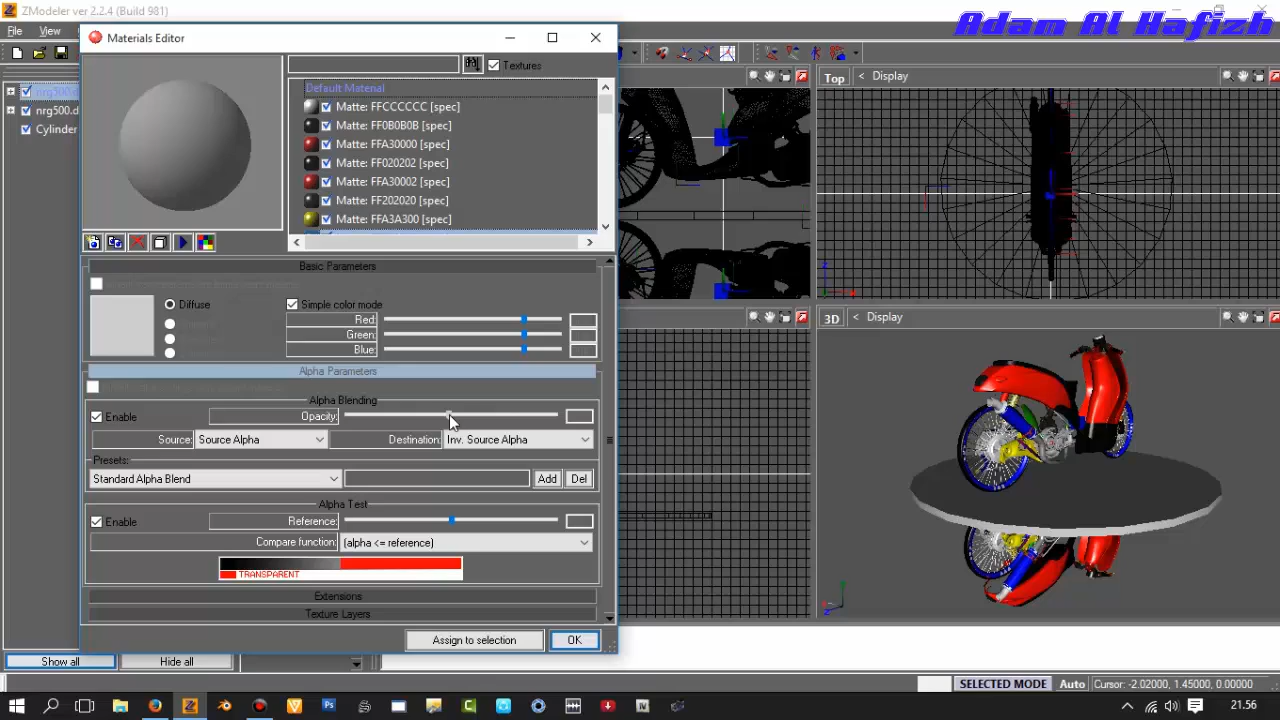 ZModeler ver 2.2.4 (Build 981)
Adam Al Hafizh
File
View
Materials Editor
Textures
Default Material
Matte: FFCCCCCC [spec]
Matte: FF0B0B0B [spec]
Matte: FFA30000 [spec]
Matte: FF020202 [spec]
Matte: FFA30002 [spec]
Matte: FF202020 [spec]
Matte: FFA3A300 [spec]
nrg500.d
nrg500.d
Cylinder
Top
< Display
3D
< Display
Basic Parameters
Diffuse
Simple color mode
Red:
Green:
Blue:
Alpha Parameters
Alpha Blending
Enable
Opacity:
Source:
Source Alpha
Destination:
Inv. Source Alpha
Presets:
Standard Alpha Blend
Add
Del
Alpha Test
Enable
Reference:
Compare function:
(alpha <= reference)
TRANSPARENT
Extensions
Texture Layers
Assign to selection
OK
Show all
Hide all
SELECTED MODE
Auto
Cursor: -2.02000, 1.45000, 0.00000
21.56